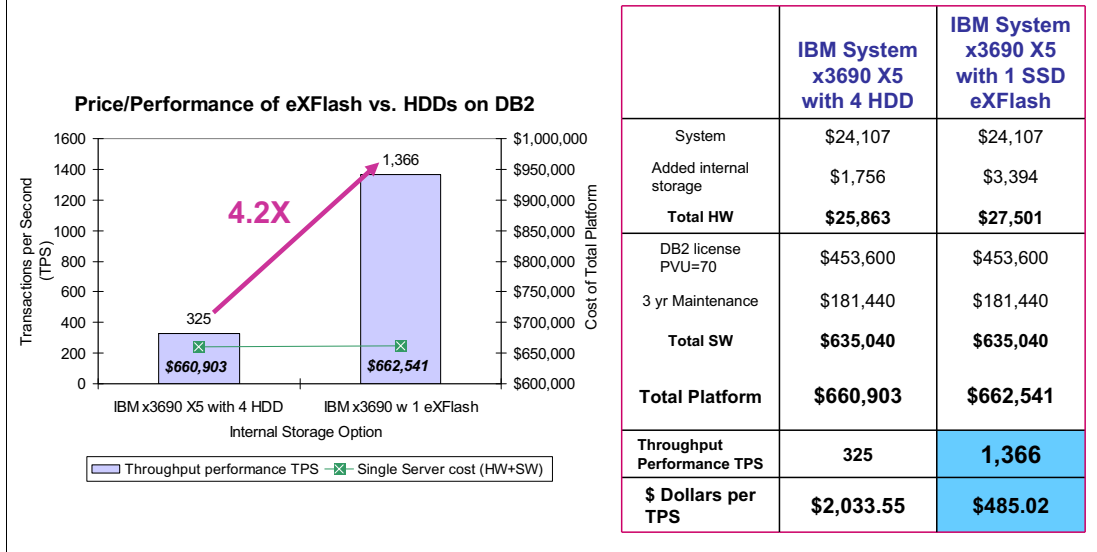 Price/Performance of eXFlash vs. HDDs on DB2
1600
1400
1200
1000
800
600
400
200
0
Transactions per Second
(TPS)
$1,000,000
$950,000
$900,000
$850,000
$800,000
$750,000
$700,000
$650,000
$600,000
Cost of Total Platform
4.2X
325
1,366
$660,903
$662,541
IBM x3690 X5 with 4 HDD
IBM x3690 w 1 eXFlash
Internal Storage Option
Throughput performance TPS
Single Server cost (HW+SW)
IBM System
x3690 X5
with 4 HDD
IBM System
x3690 X5
with 1 SSD
eXFlash
System
$24,107
$24,107
Added internal
storage
$1,756
$3,394
Total HW
$25,863
$27,501
DB2 license
PVU=70
$453,600
$453,600
3 yr Maintenance
$181,440
$181,440
Total SW
$635,040
$635,040
Total Platform
$660,903
$662,541
Throughput
Performance TPS
325
1,366
$ Dollars per
TPS
$2,033.55
$485.02